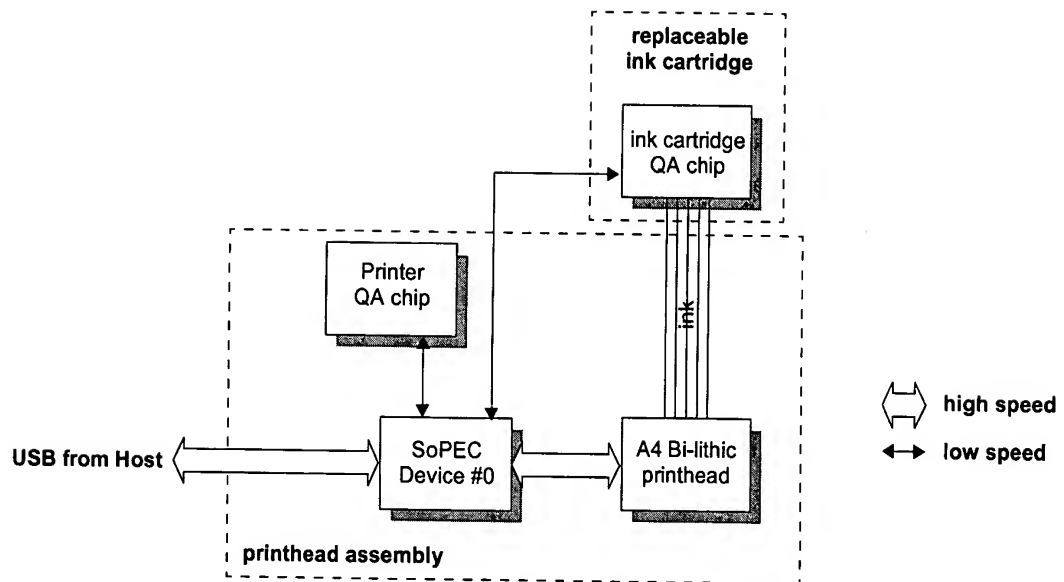 replaceable
ink cartridge
ink cartridge
QA chip
Printer
QA chip
ink
high speed
low speed
USB from Host
SoPEC
Device #0
A4 Bi-lithic
printhead
printhead assembly